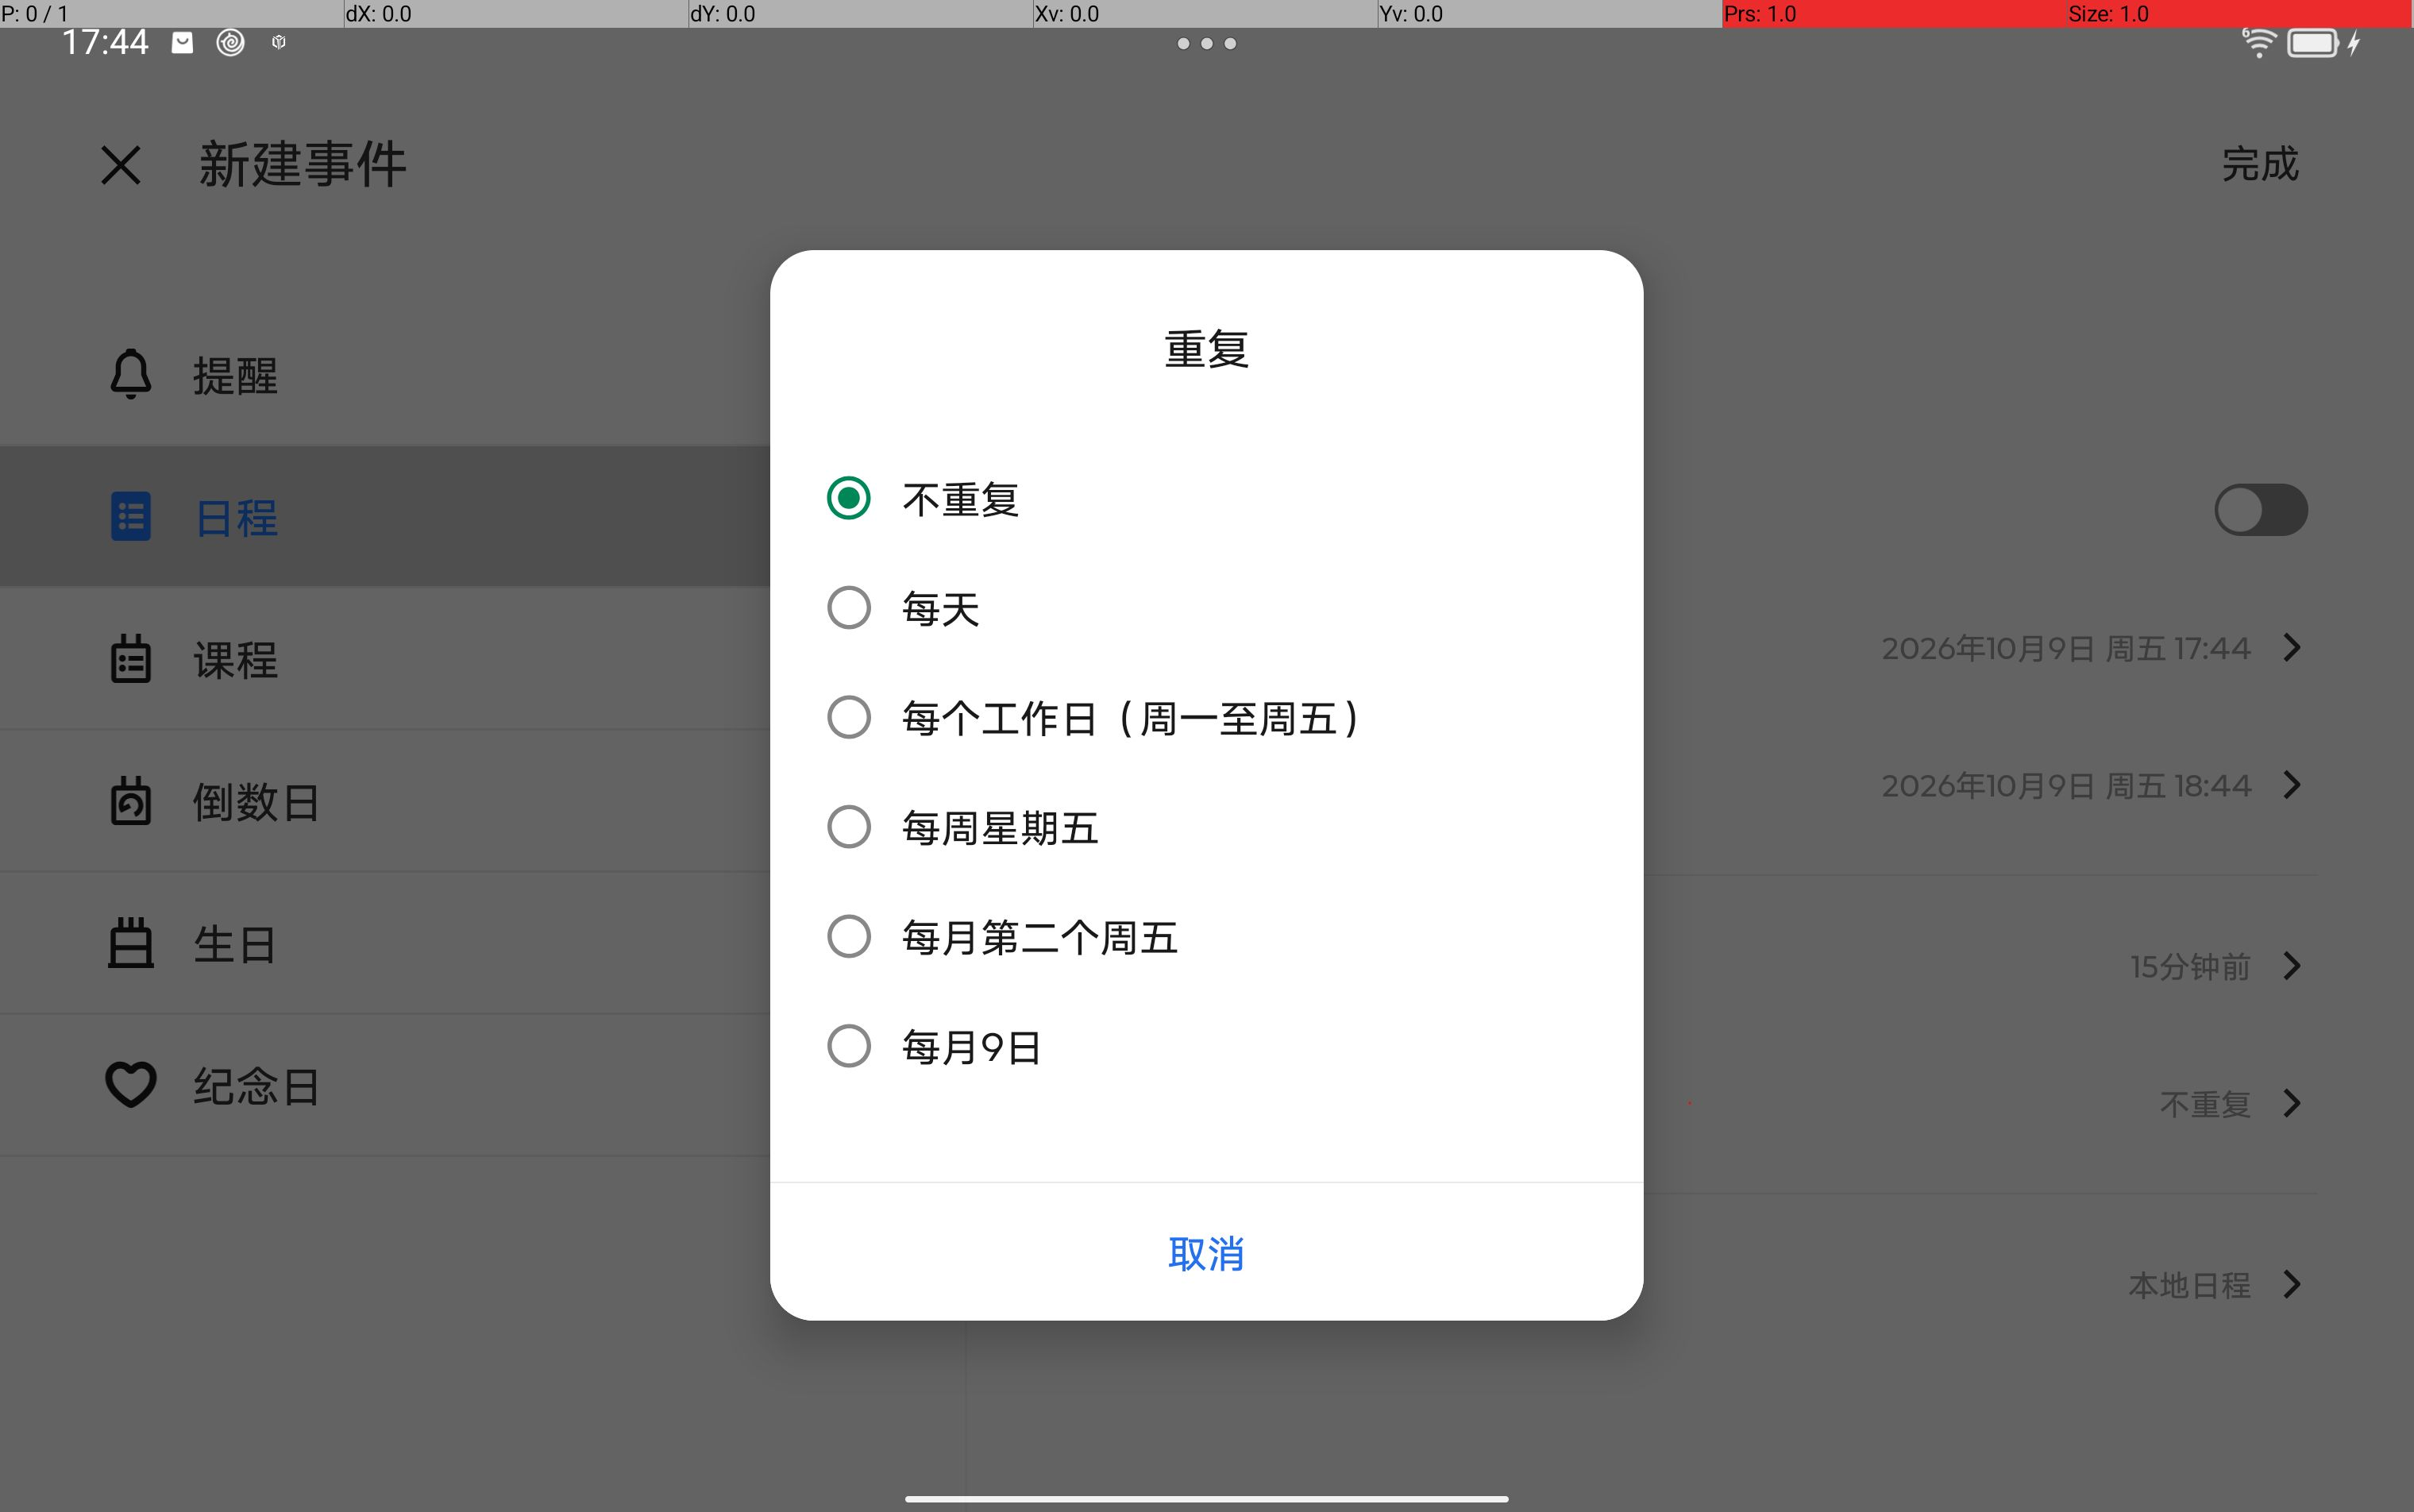 P: 0 / 1 dX: 0.0 dY: 0.0 Xv: 0.0 Yv: 0.0 Prs: 1.0 Size: 1.0
17:44 6
新建事件 完成
提醒
日程
课程
倒数日
生日
纪念日
重复
不重复
每天
每个工作日（周一至周五）
每周星期五
每月第二个周五
每月9日
取消
2026年10月9日 周五 17:44
2026年10月9日 周五 18:44
15分钟前
不重复
本地日程